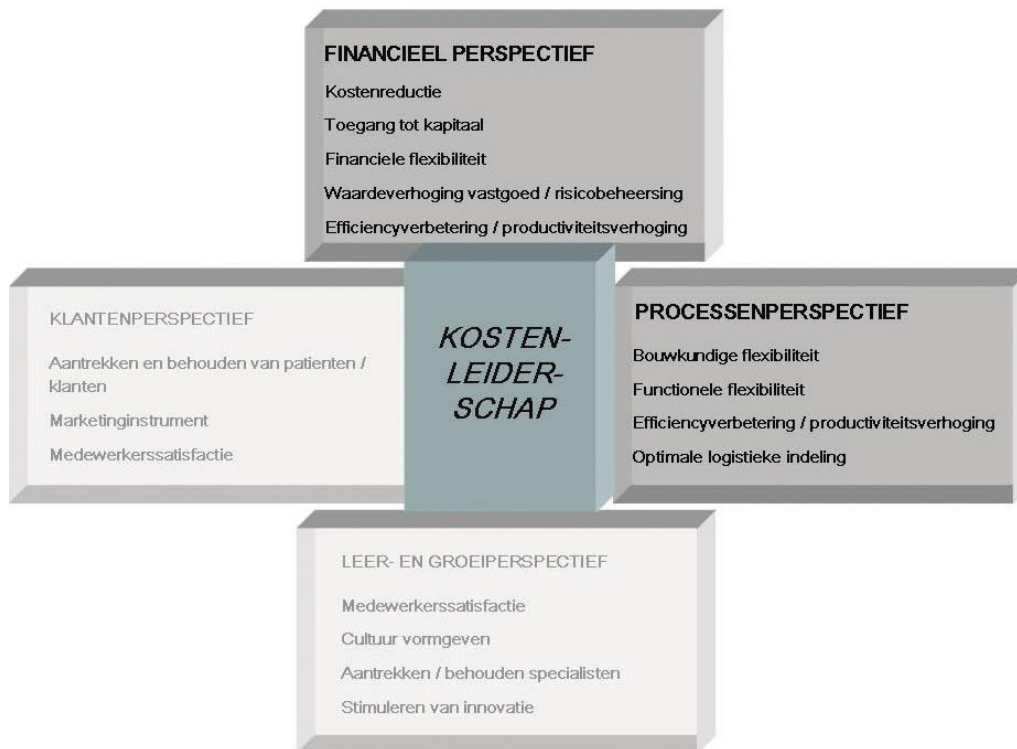 FINANCIEEL PERSPECTIEF
Kostenreductie
Toegang tot kapitaal
Financiele flexibiliteit
Waardeverhoging vastgoed / risicobeheersing
Efficiencyverbetering / productiviteitsverhoging
KLANTENPERSPECTIEF
Aantrekken en behouden van patienten /
klanten
Marketinginstrument
Medewerkerssatisfactie
KOSTEN-
LEIDER-
SCHAP
PROCESSENPERSPECTIEF
Bouwkundige flexibiliteit
Functionele flexibiliteit
Efficiencyverbetering / productiviteitsverhoging
Optimale logistieke indeling
LEER- EN GROEIPERSPECTIEF
Medewerkerssatisfactie
Cultuur vormgeven
Aantrekken / behouden specialisten
Stimuleren van innovatie